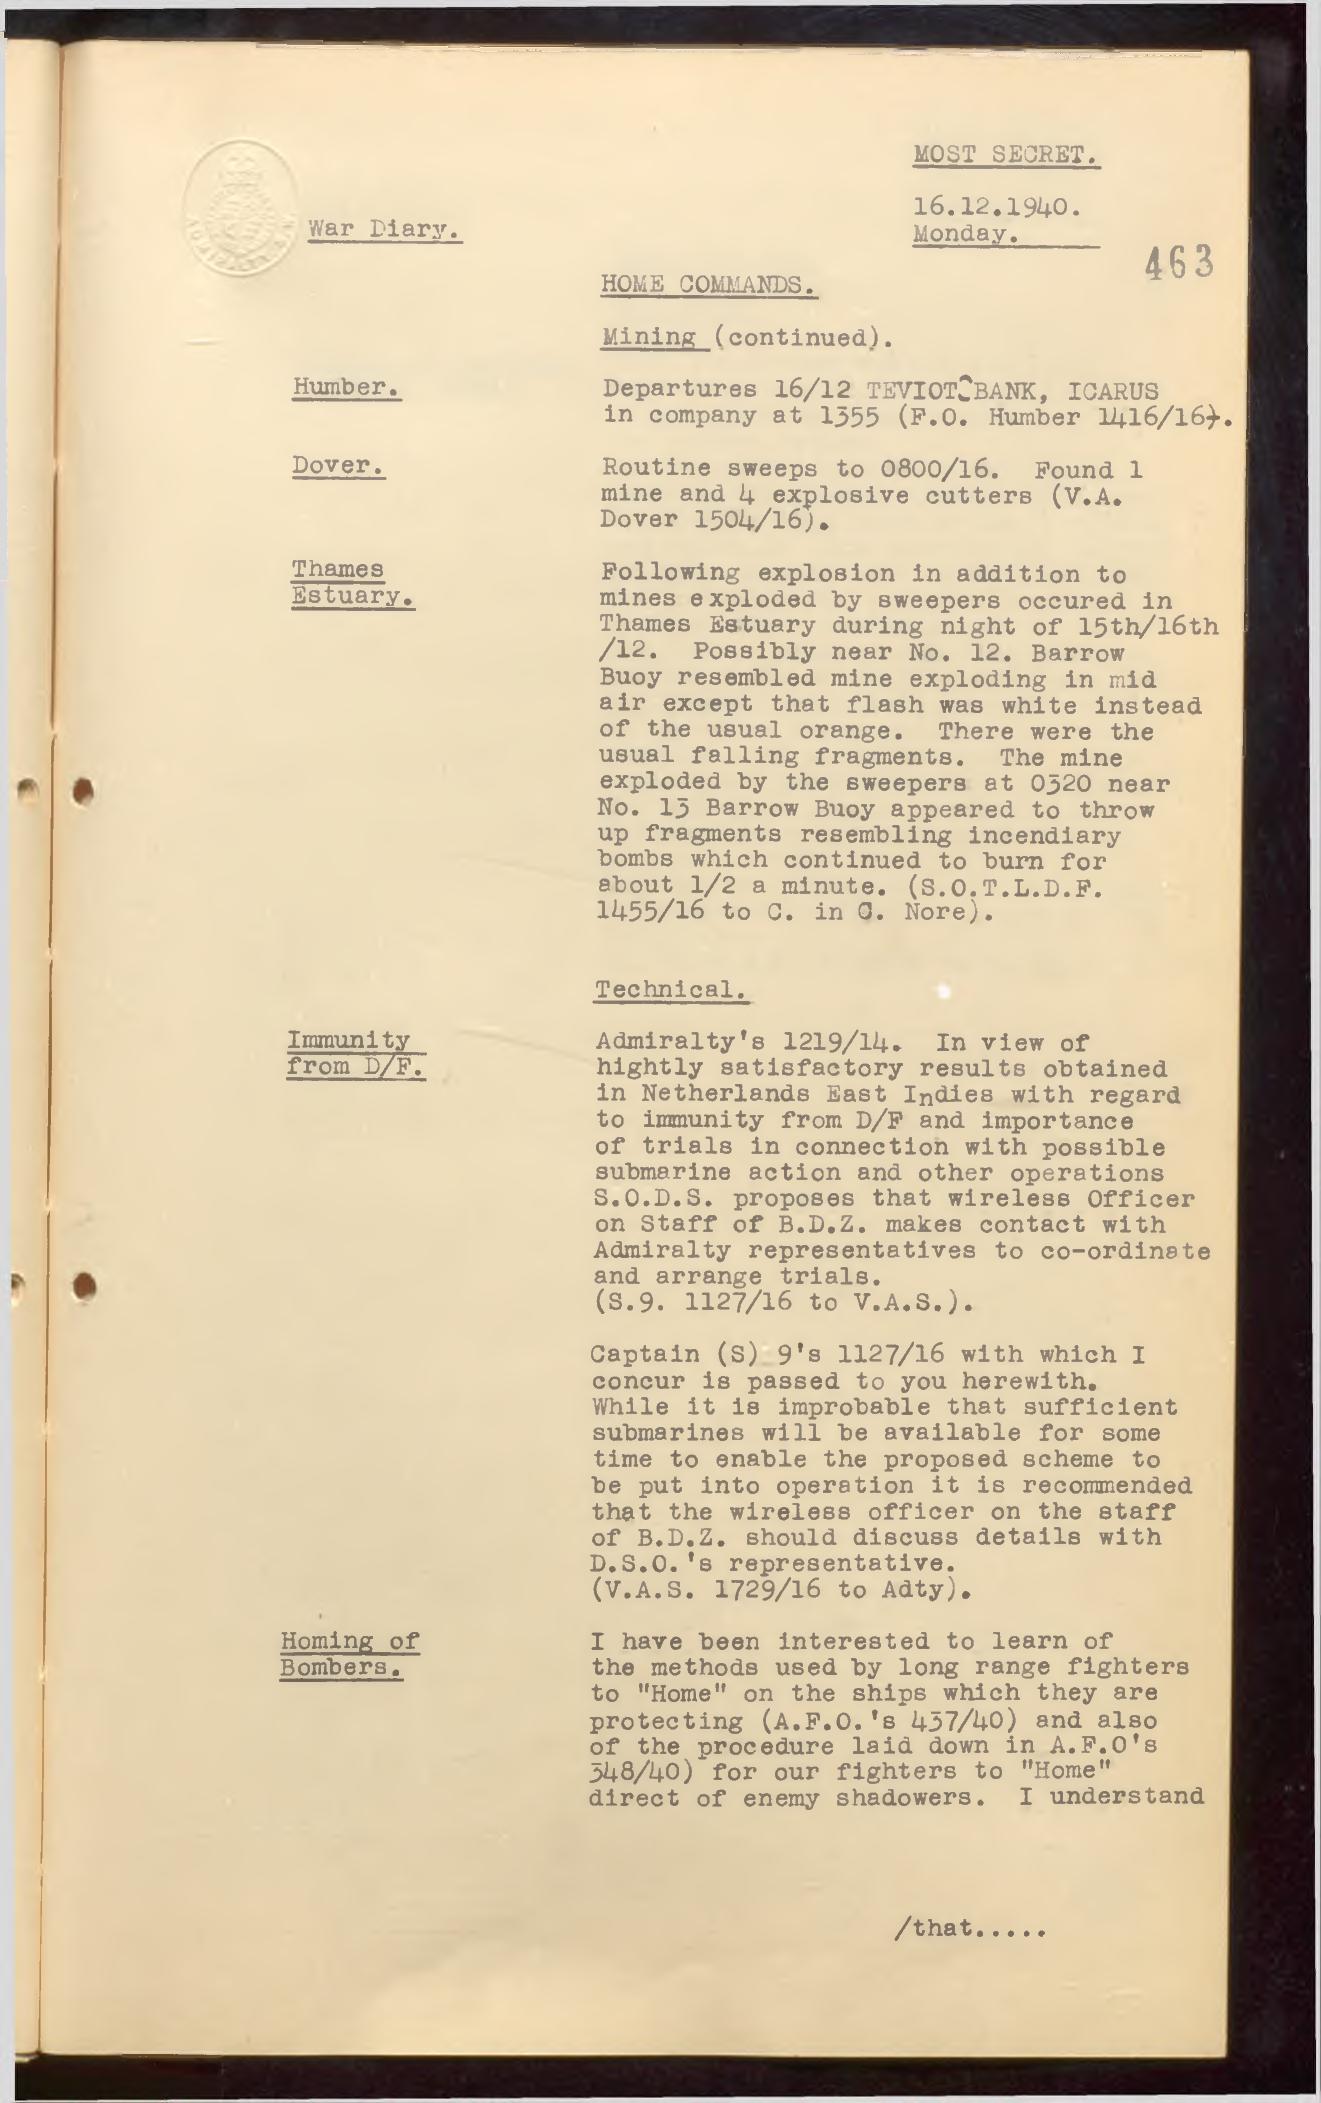 MOST SECRET.
16.12.1940.
Monday.
War Diary.
463
HOME COMMANDS.
Mining (continued).
Humber.
Departures 16/12 TEVIOT BANK, ICARUS
in company at 1355 (F.O. Humber 1416/16).
Dover.
Routine sweeps to 0800/16. Found 1
mine and 4 explosive cutters (V.A.
Dover 1504/16).
Thames
Estuary.
Following explosion in addition to
mines exploded by sweepers occured in
Thames Estuary during night of 15th/16th
/12. Possibly near No. 12. Barrow
Buoy resembled mine exploding in mid
air except that flash was white instead
of the usual orange. There were the
usual falling fragments. The mine
exploded by the sweepers at 0320 near
No. 13 Barrow Buoy appeared to throw
up fragments resembling incendiary
bombs which continued to burn for
about 1/2 a minute. (S.O.T.L.D.F.
1455/16 to C. in C. Nore).
Technical.
Immunity
from D/F.
Admiralty's 1219/14. In view of
hightly satisfactory results obtained
in Netherlands East Indies with regard
to immunity from D/F and importance
of trials in connection with possible
submarine action and other operations
S.O.D.S. proposes that wireless Officer
on Staff of B.D.Z. makes contact with
Admiralty representatives to co-ordinate
and arrange trials.
(S.9. 1127/16 to V.A.S.).
Captain (S) 9's 1127/16 with which I
concur is passed to you herewith.
While it is improbable that sufficient
submarines will be available for some
time to enable the proposed scheme to
be put into operation it is recommended
that the wireless officer on the staff
of B.D.Z. should discuss details with
D.S.O.'s representative.
(V.A.S. 1729/16 to Adty).
Homing of
Bombers.
I have been interested to learn of
the methods used by long range fighters
to "Home" on the ships which they are
protecting (A.F.O.'s 437/40) and also
of the procedure laid down in A.F.O's
348/40) for our fighters to "Home"
direct of enemy shadowers. I understand
/that.....